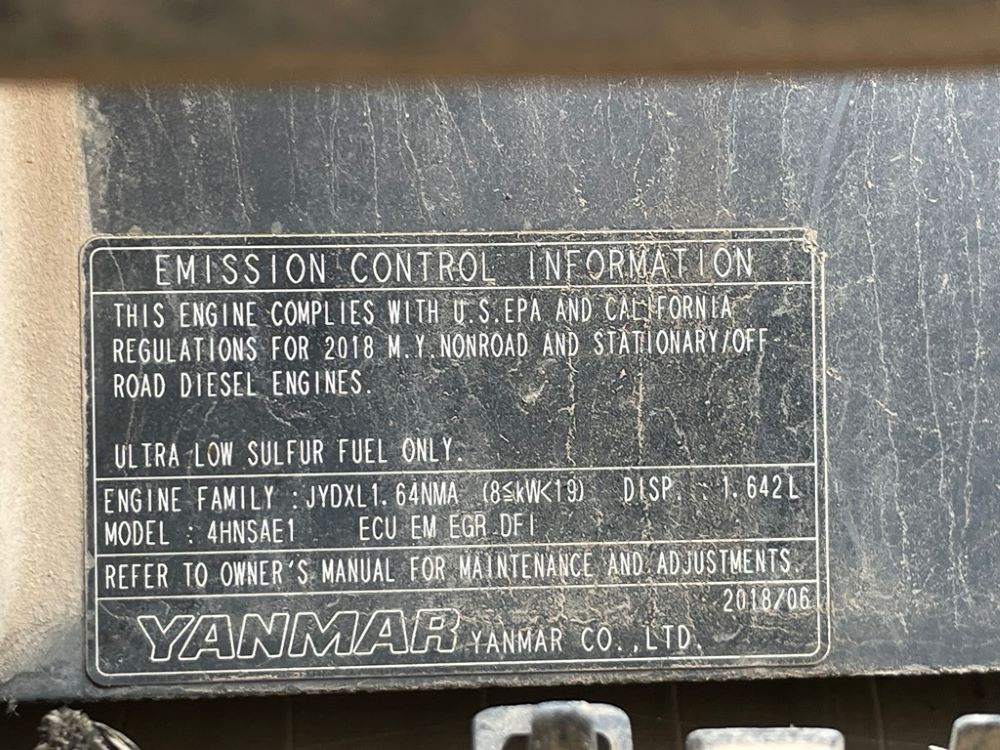 EMISSION CONTROL INFORMATION
THIS ENGINE COMPLIES WITH U.S.EPA AND CALIFORNIA
REGULATIONS FOR 2018 M.Y.NONROAD AND STATIONARY/OFF
ROAD DIESEL ENGINES.
ULTRA LOW SULFUR FUEL ONLY.
ENGINE FAMILY :JYDXL1.64NMA (8≦kW<19) DISP. :1.642L
MODEL : 4HNSAE1 ECU EM EGR DFI
REFER TO OWNER'S MANUAL FOR MAINTENANCE AND ADJUSTMENTS
2018/06
YANMAR YANMAR CO.,LTD.